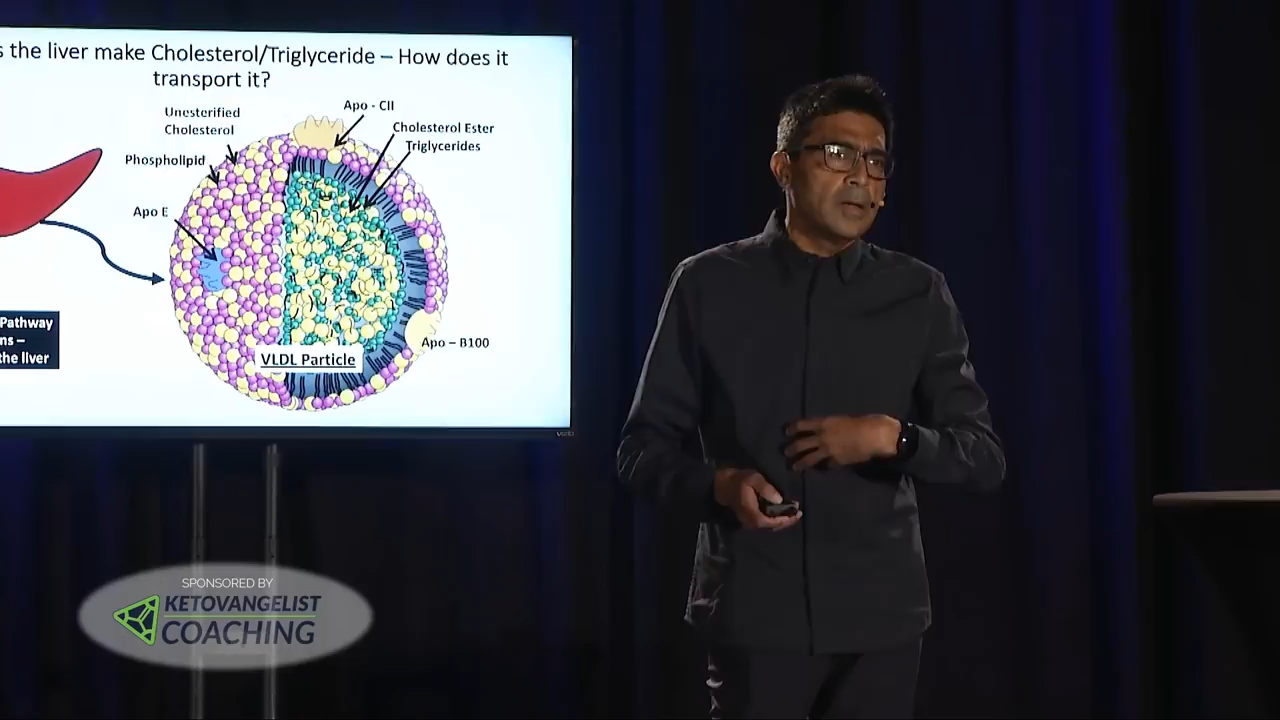 s the liver make Cholesterol/Triglyceride – How does it
transport it?
Apo - CII
Unesterified
Cholesterol
Cholesterol Ester
Triglycerides
Phospholipid
Apo E
Pathway
ns –
the liver
Apo – B100
VLDL Particle
SPONSORED BY
KETOVANGELIST
COACHING